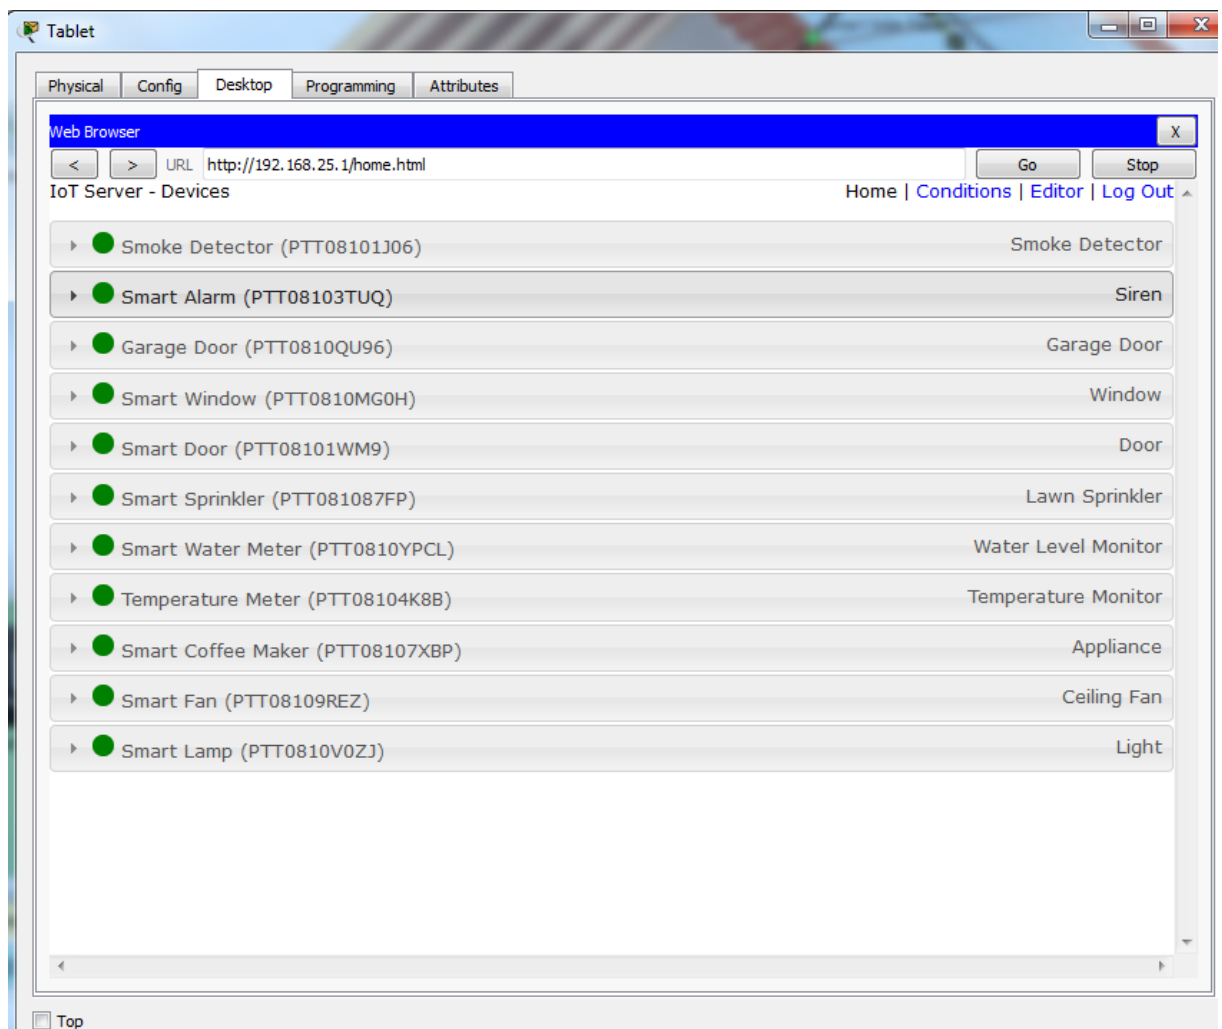 Tablet
Physical Config Desktop Programming Attributes
Web Browser X
< > URL http://192.168.25.1/home.html Go Stop
IoT Server - Devices Home | Conditions | Editor | Log Out
Smoke Detector (PTT08101J06) Smoke Detector
Smart Alarm (PTT08103TUQ) Siren
Garage Door (PTT0810QU96) Garage Door
Smart Window (PTT0810MG0H) Window
Smart Door (PTT08101WM9) Door
Smart Sprinkler (PTT081087FP) Lawn Sprinkler
Smart Water Meter (PTT0810YPCL) Water Level Monitor
Temperature Meter (PTT08104K8B) Temperature Monitor
Smart Coffee Maker (PTT08107XBP) Appliance
Smart Fan (PTT08109REZ) Ceiling Fan
Smart Lamp (PTT0810V0ZJ) Light
Top